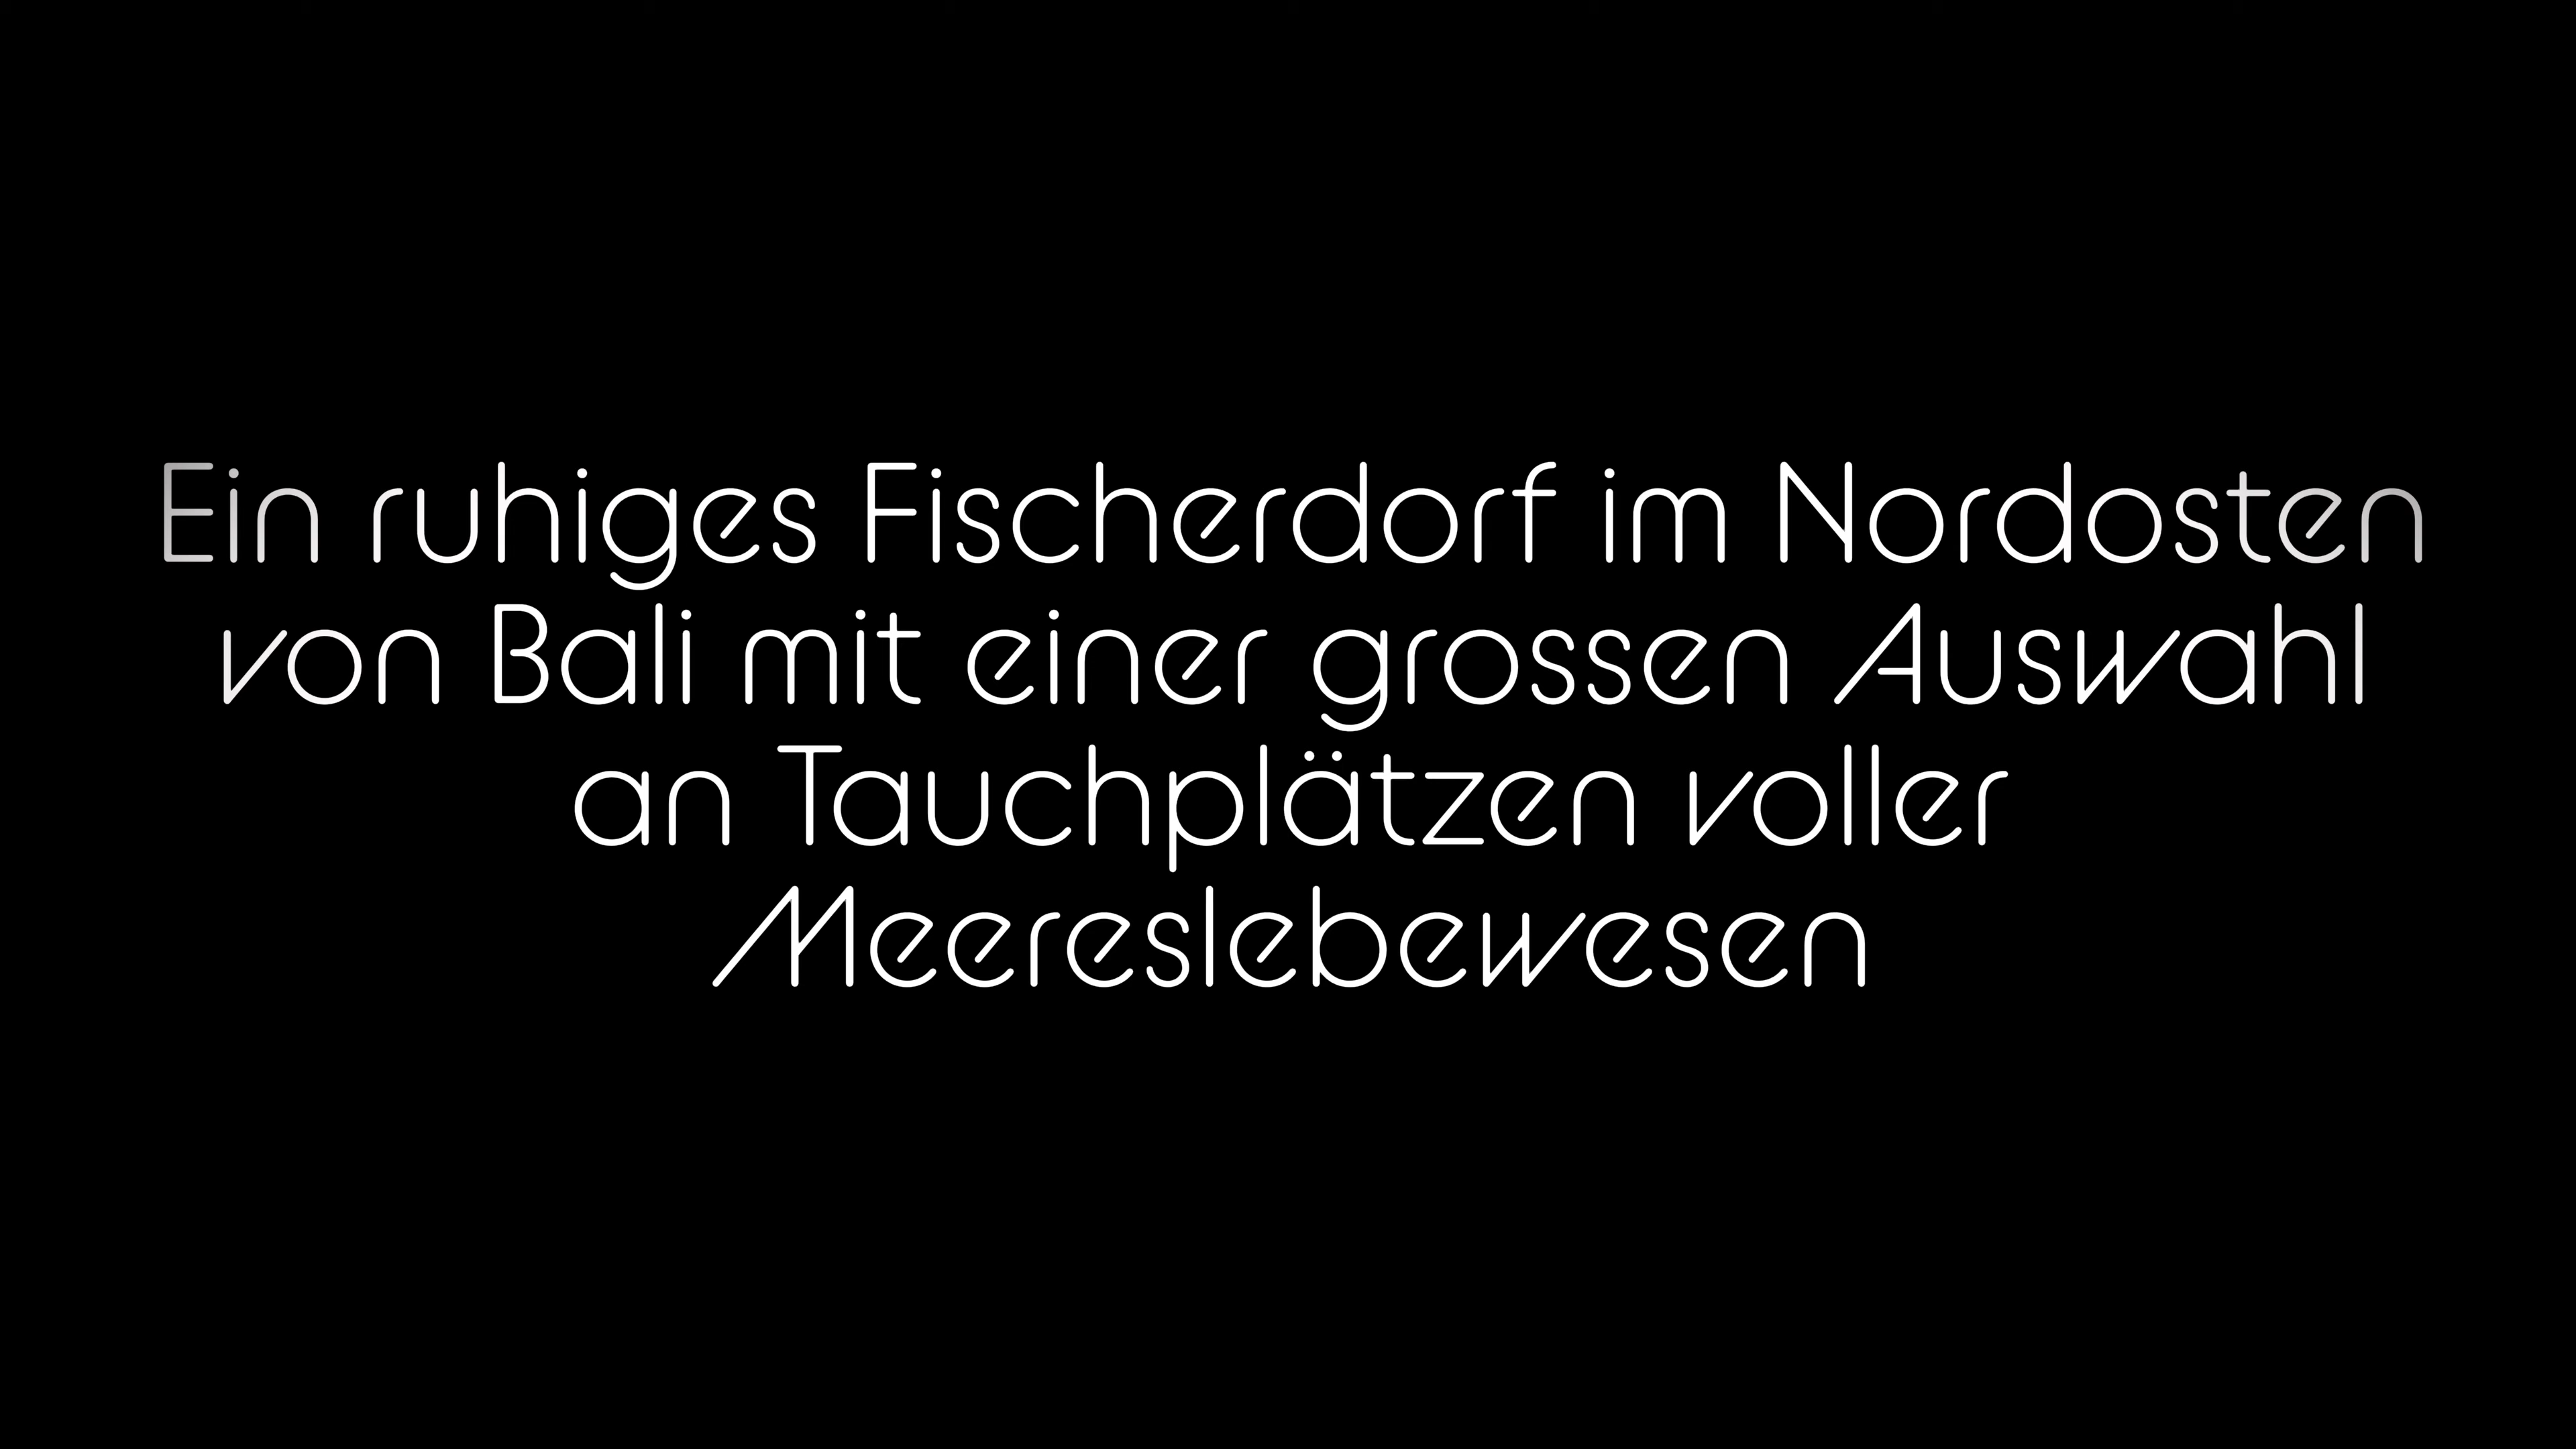 Ein ruhiges Fischerdorf im Nordosten
von Bali mit einer grossen Auswahl
an Tauchplätzen voller
Meereslebewesen